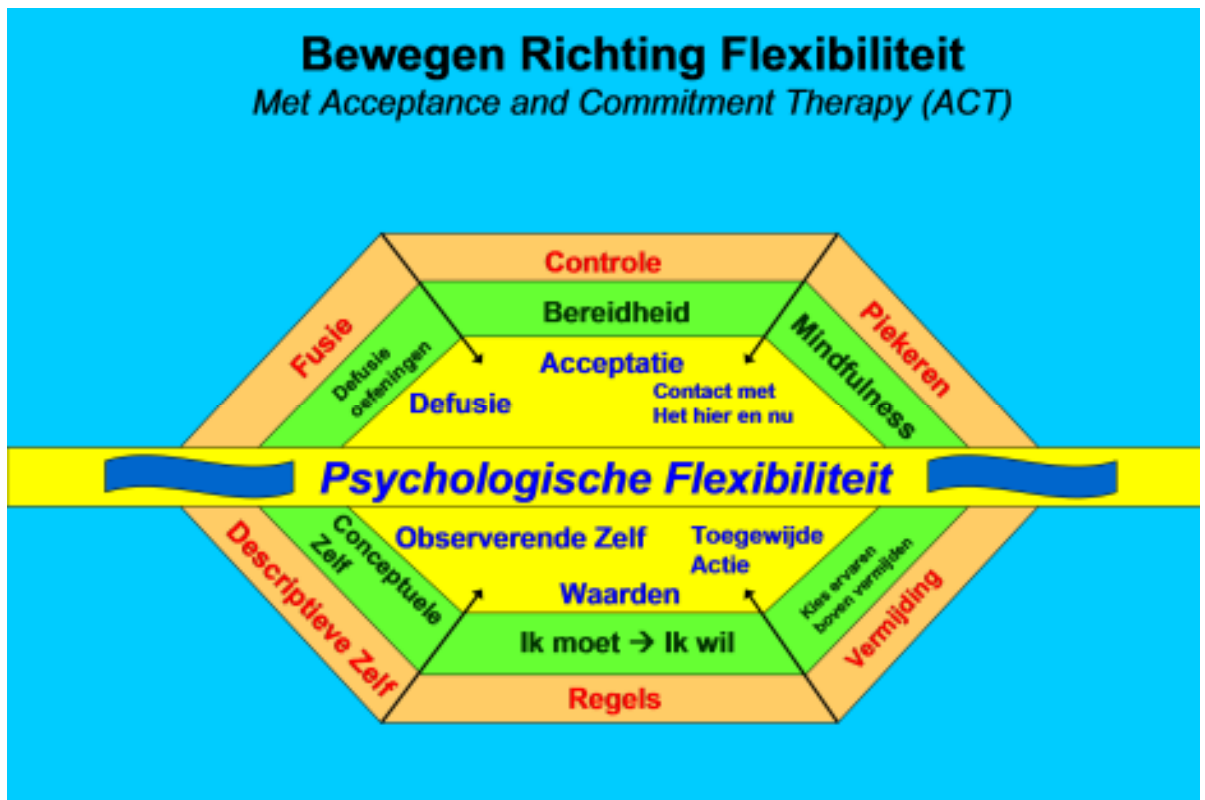 Bewegen Richting Flexibiliteit
Met Acceptance and Commitment Therapy (ACT)
Controle
Bereidheid
Acceptatie
Fusie
Defusie
oefeningen
Defusie
Contact met
Het hier en nu
Mindfulness
Piekeren
Psychologische Flexibiliteit
Descriptieve Zelf
Conceptuele
Zelf
Observerende Zelf
Toegewijde
Actie
Kies ervaren
boven vermijden
Vermijding
Waarden
Ik moet → Ik wil
Regels